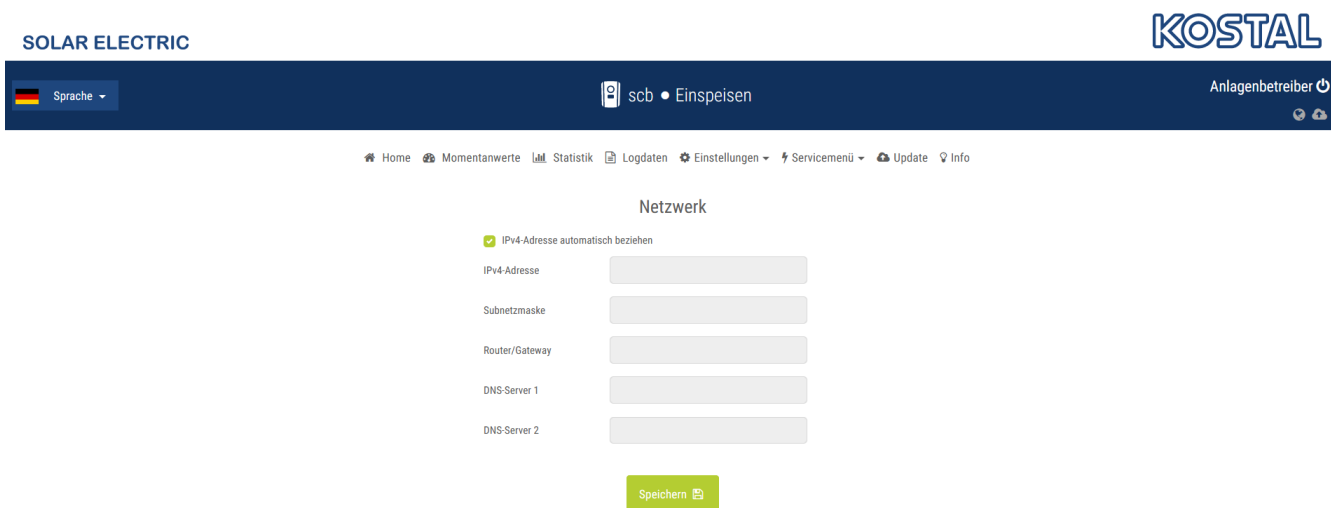 KOSTAL
SOLAR ELECTRIC
Sprache
scb • Einspeisen
Anlagenbetreiber
Home Momentanwerte Statistik Logdaten Einstellungen Servicemenü Update Info
Netzwerk
IPv4-Adresse automatisch beziehen
IPv4-Adresse
Subnetzmaske
Router/Gateway
DNS-Server 1
DNS-Server 2
Speichern